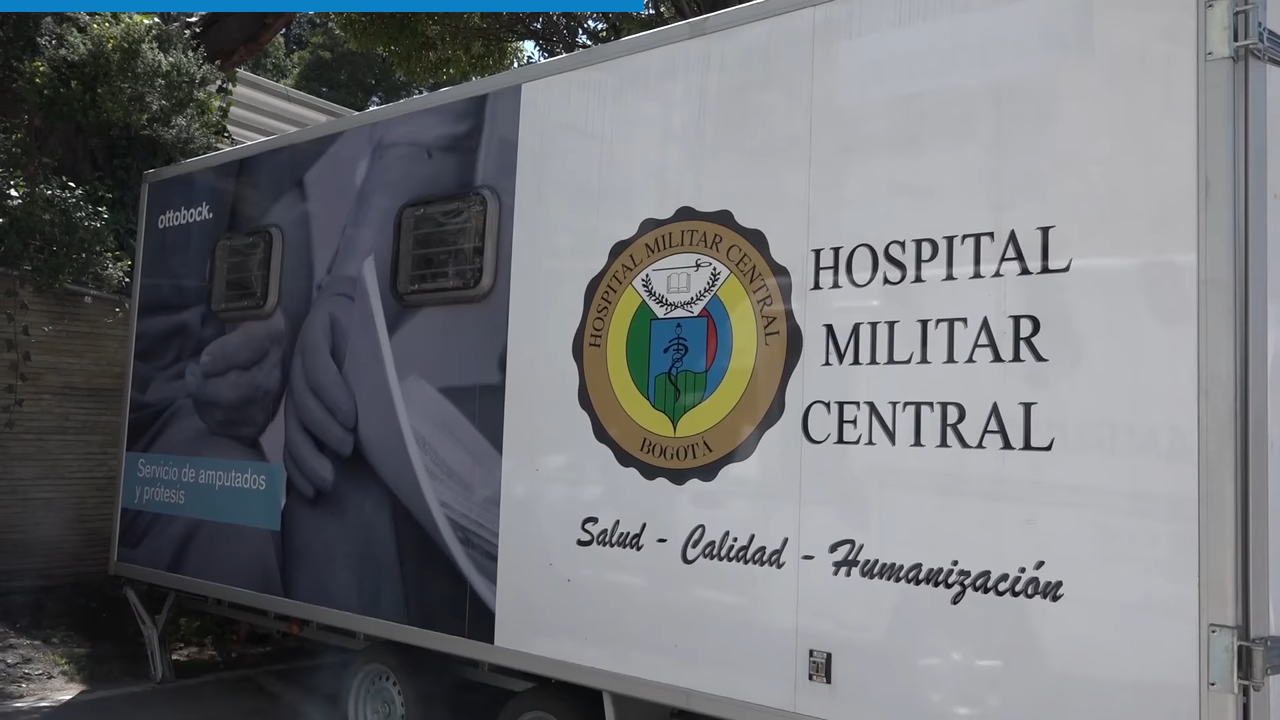 ottobock.
Servicio de amputados
y prótesis
HOSPITAL MILITAR CENTRAL
BOGOTÁ
HOSPITAL
MILITAR
CENTRAL
Salud - Calidad - Humanización